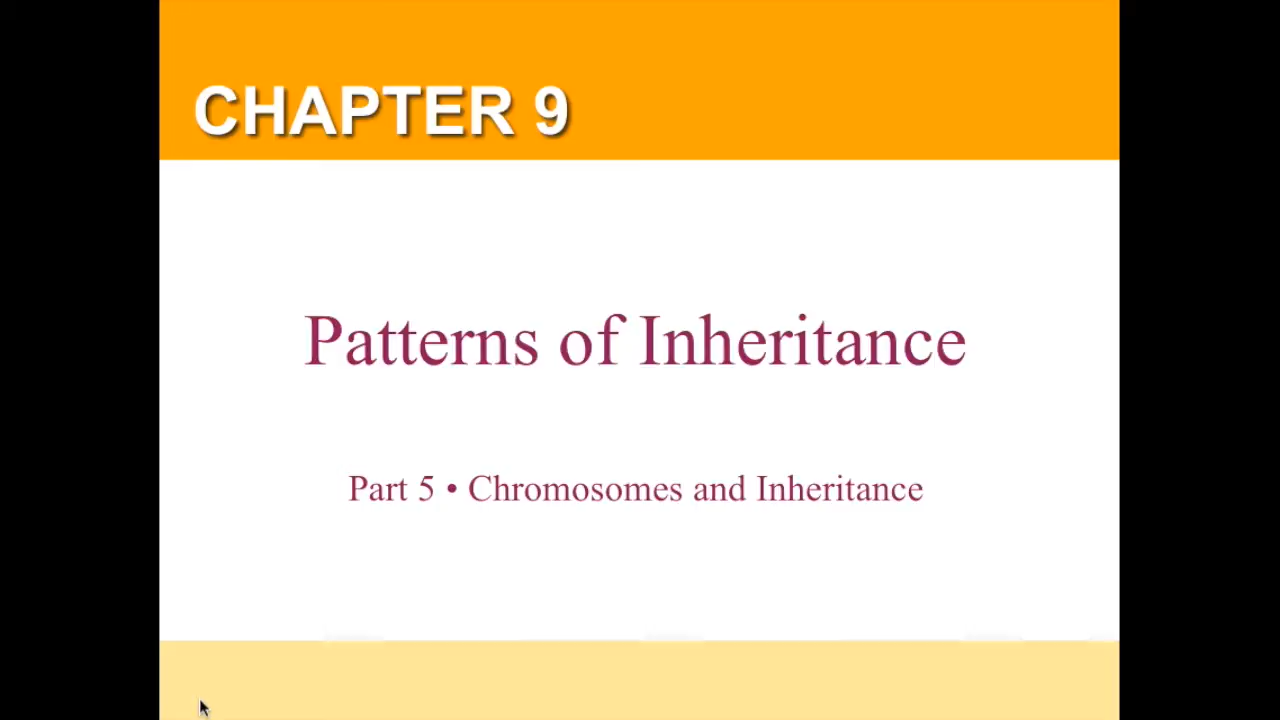 CHAPTER 9
Patterns of Inheritance
Part 5 • Chromosomes and Inheritance